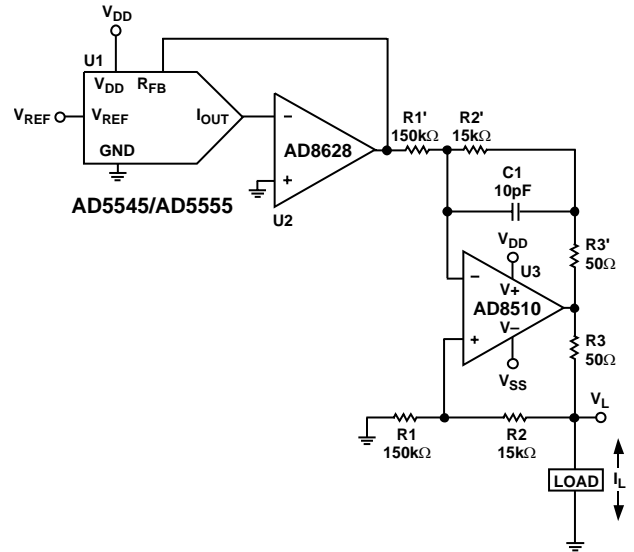 VDD
U1
VDD RFB
VREF VREF IOUT
GND
AD5545/AD5555
−
AD8628
+
U2
R1' R2'
150kΩ 15kΩ
C1
10pF
R3'
50Ω
VDD
U3
−
V+
AD8510
V−
+
VSS
R3
50Ω
VL
R1 R2
150kΩ 15kΩ
LOAD
IL